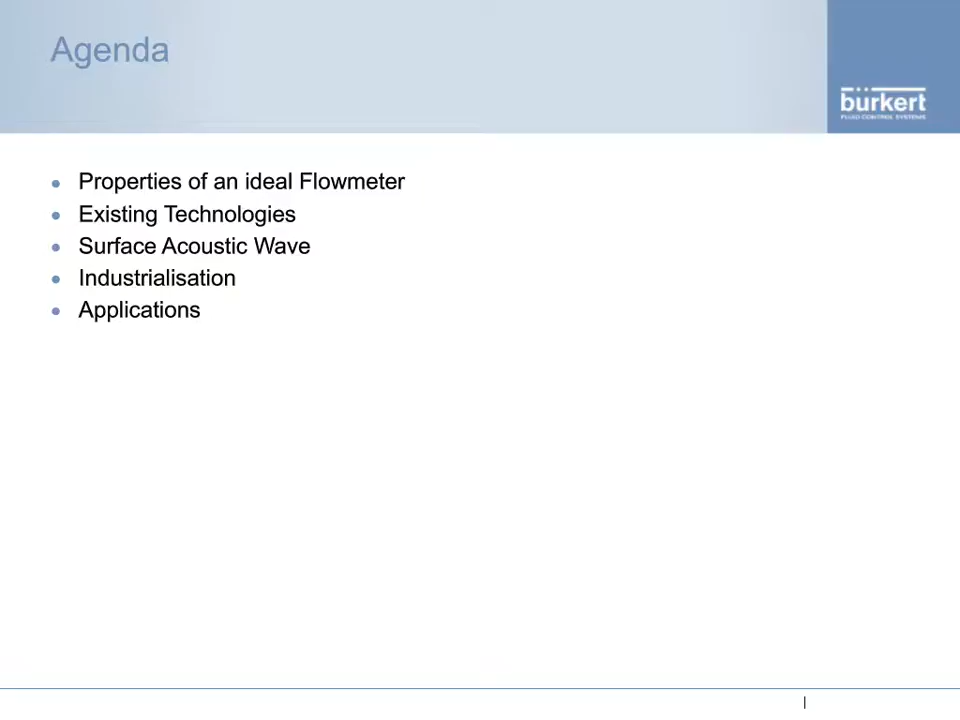 Agenda
bürkert
FLUID CONTROL SYSTEMS
• Properties of an ideal Flowmeter
• Existing Technologies
• Surface Acoustic Wave
• Industrialisation
• Applications
|